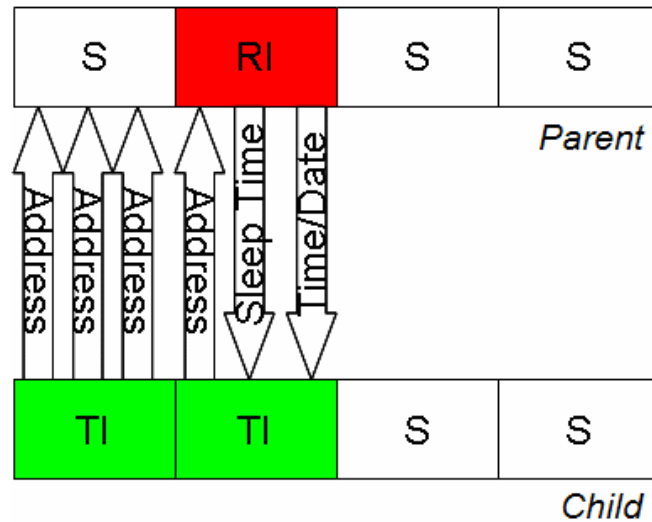 S RI S S
Parent
Address
Address
Address
Address
Sleep Time
Time/Date
TI TI S S
Child